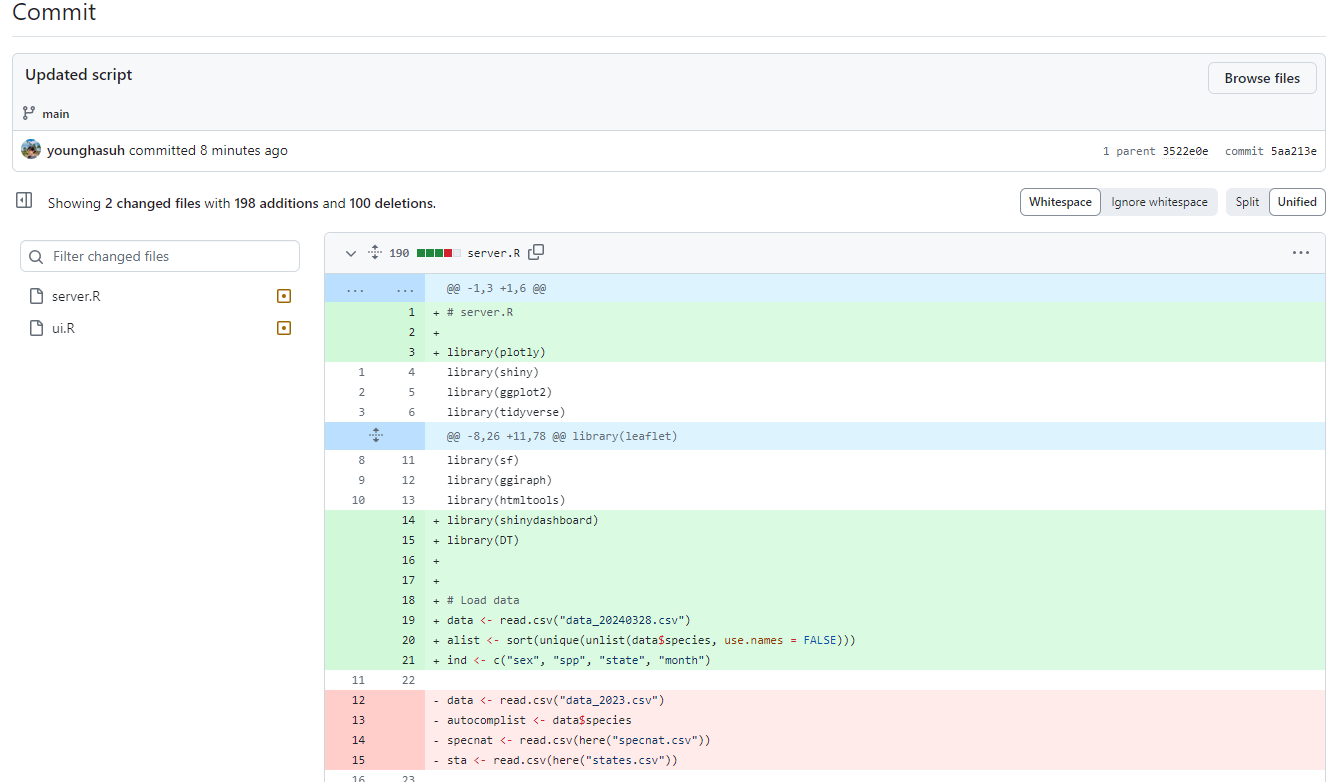 Commit
Updated script
Browse files
main
younghasuh committed 8 minutes ago
1 parent 3522e0e commit 5aa213e
Showing 2 changed files with 198 additions and 100 deletions.
Whitespace Ignore whitespace Split Unified
Filter changed files
server.R
ui.R
190 server.R
... ... @@ -1,3 +1,6 @@
1 + # server.R
2 +
3 + library(plotly)
1 4 library(shiny)
2 5 library(ggplot2)
3 6 library(tidyverse)
@@ -8,26 +11,78 @@ library(leaflet)
8 11 library(sf)
9 12 library(ggiraph)
10 13 library(htmltools)
14 + library(shinydashboard)
15 + library(DT)
16 +
17 +
18 + # Load data
19 + data <- read.csv("data_20240328.csv")
20 + alist <- sort(unique(unlist(data$species, use.names = FALSE)))
21 + ind <- c("sex", "spp", "state", "month")
11 22
12 - data <- read.csv("data_2023.csv")
13 - autocomplist <- data$species
14 - specnat <- read.csv(here("specnat.csv"))
15 - sta <- read.csv(here("states.csv"))
16 23